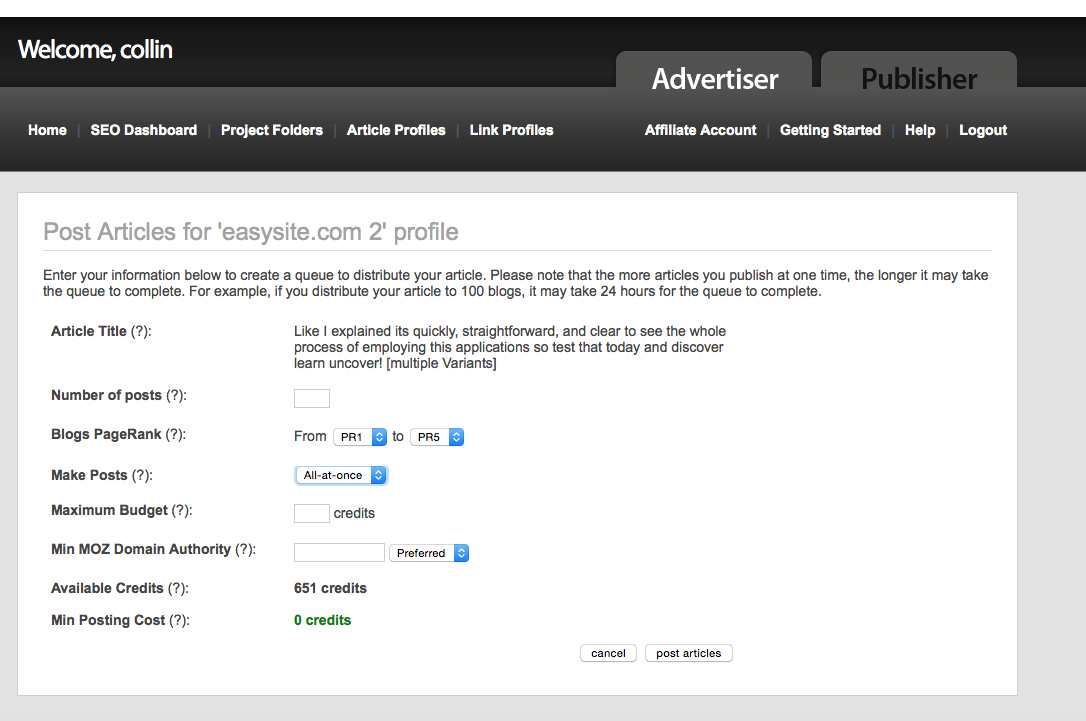 Welcome, collin
Advertiser
Publisher
Home | SEO Dashboard | Project Folders | Article Profiles | Link Profiles
Affiliate Account | Getting Started | Help | Logout
Post Articles for 'easysite.com 2' profile
Enter your information below to create a queue to distribute your article. Please note that the more articles you publish at one time, the longer it may take
the queue to complete. For example, if you distribute your article to 100 blogs, it may take 24 hours for the queue to complete.
Article Title (?):
Like I explained its quickly, straightforward, and clear to see the whole
process of employing this applications so test that today and discover
learn uncover! [multiple Variants]
Number of posts (?):
Blogs PageRank (?): From PR1 to PR5
Make Posts (?): All-at-once
Maximum Budget (?): credits
Min MOZ Domain Authority (?): Preferred
Available Credits (?): 651 credits
Min Posting Cost (?): 0 credits
cancel post articles